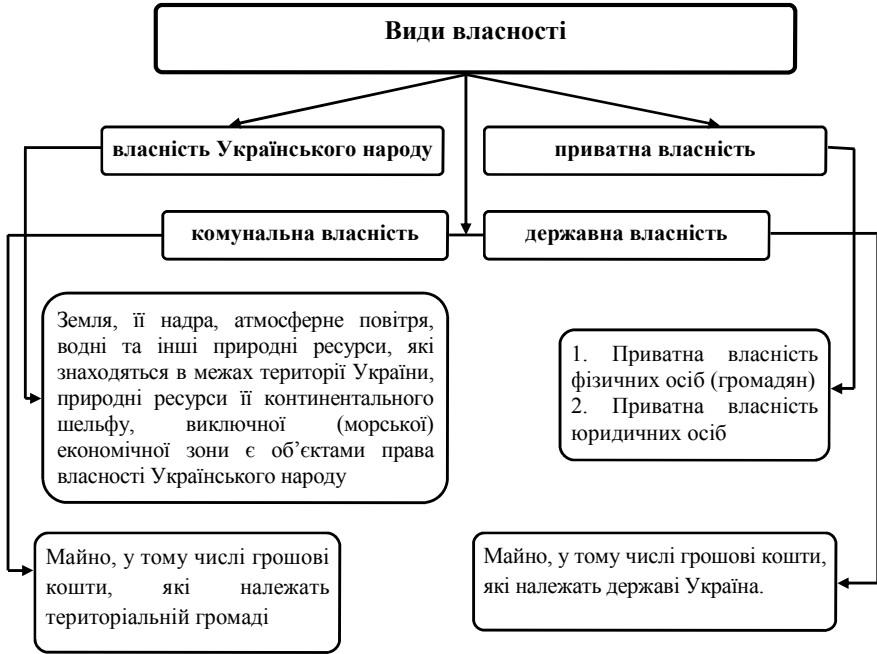 Види власності
власність Українського народу
приватна власність
комунальна власність
державна власність
Земля, її надра, атмосферне повітря,
водні та інші природні ресурси, які
знаходяться в межах території України,
природні ресурси її континентального
шельфу, виключної (морської)
економічної зони є об’єктами права
власності Українського народу
1. Приватна власність
фізичних осіб (громадян)
2. Приватна власність
юридичних осіб
Майно, у тому числі грошові
кошти, які належать
територіальній громаді
Майно, у тому числі грошові кошти,
які належать державі Україна.